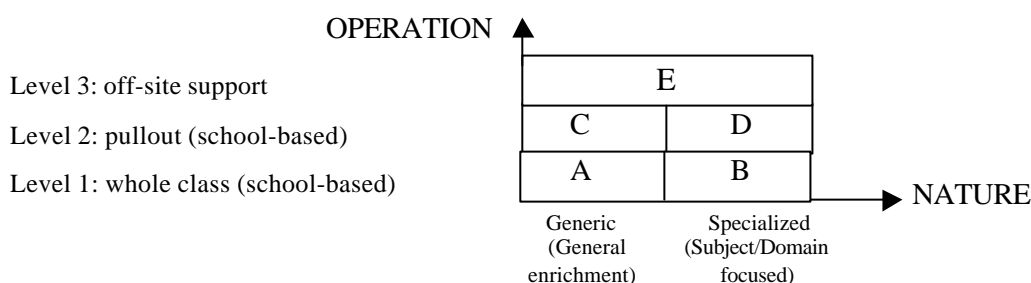 OPERATION
Level 3: off-site support
E
Level 2: pullout (school-based)
C D
Level 1: whole class (school-based)
A B
NATURE
Generic
(General
enrichment)
Specialized
(Subject/Domain
focused)